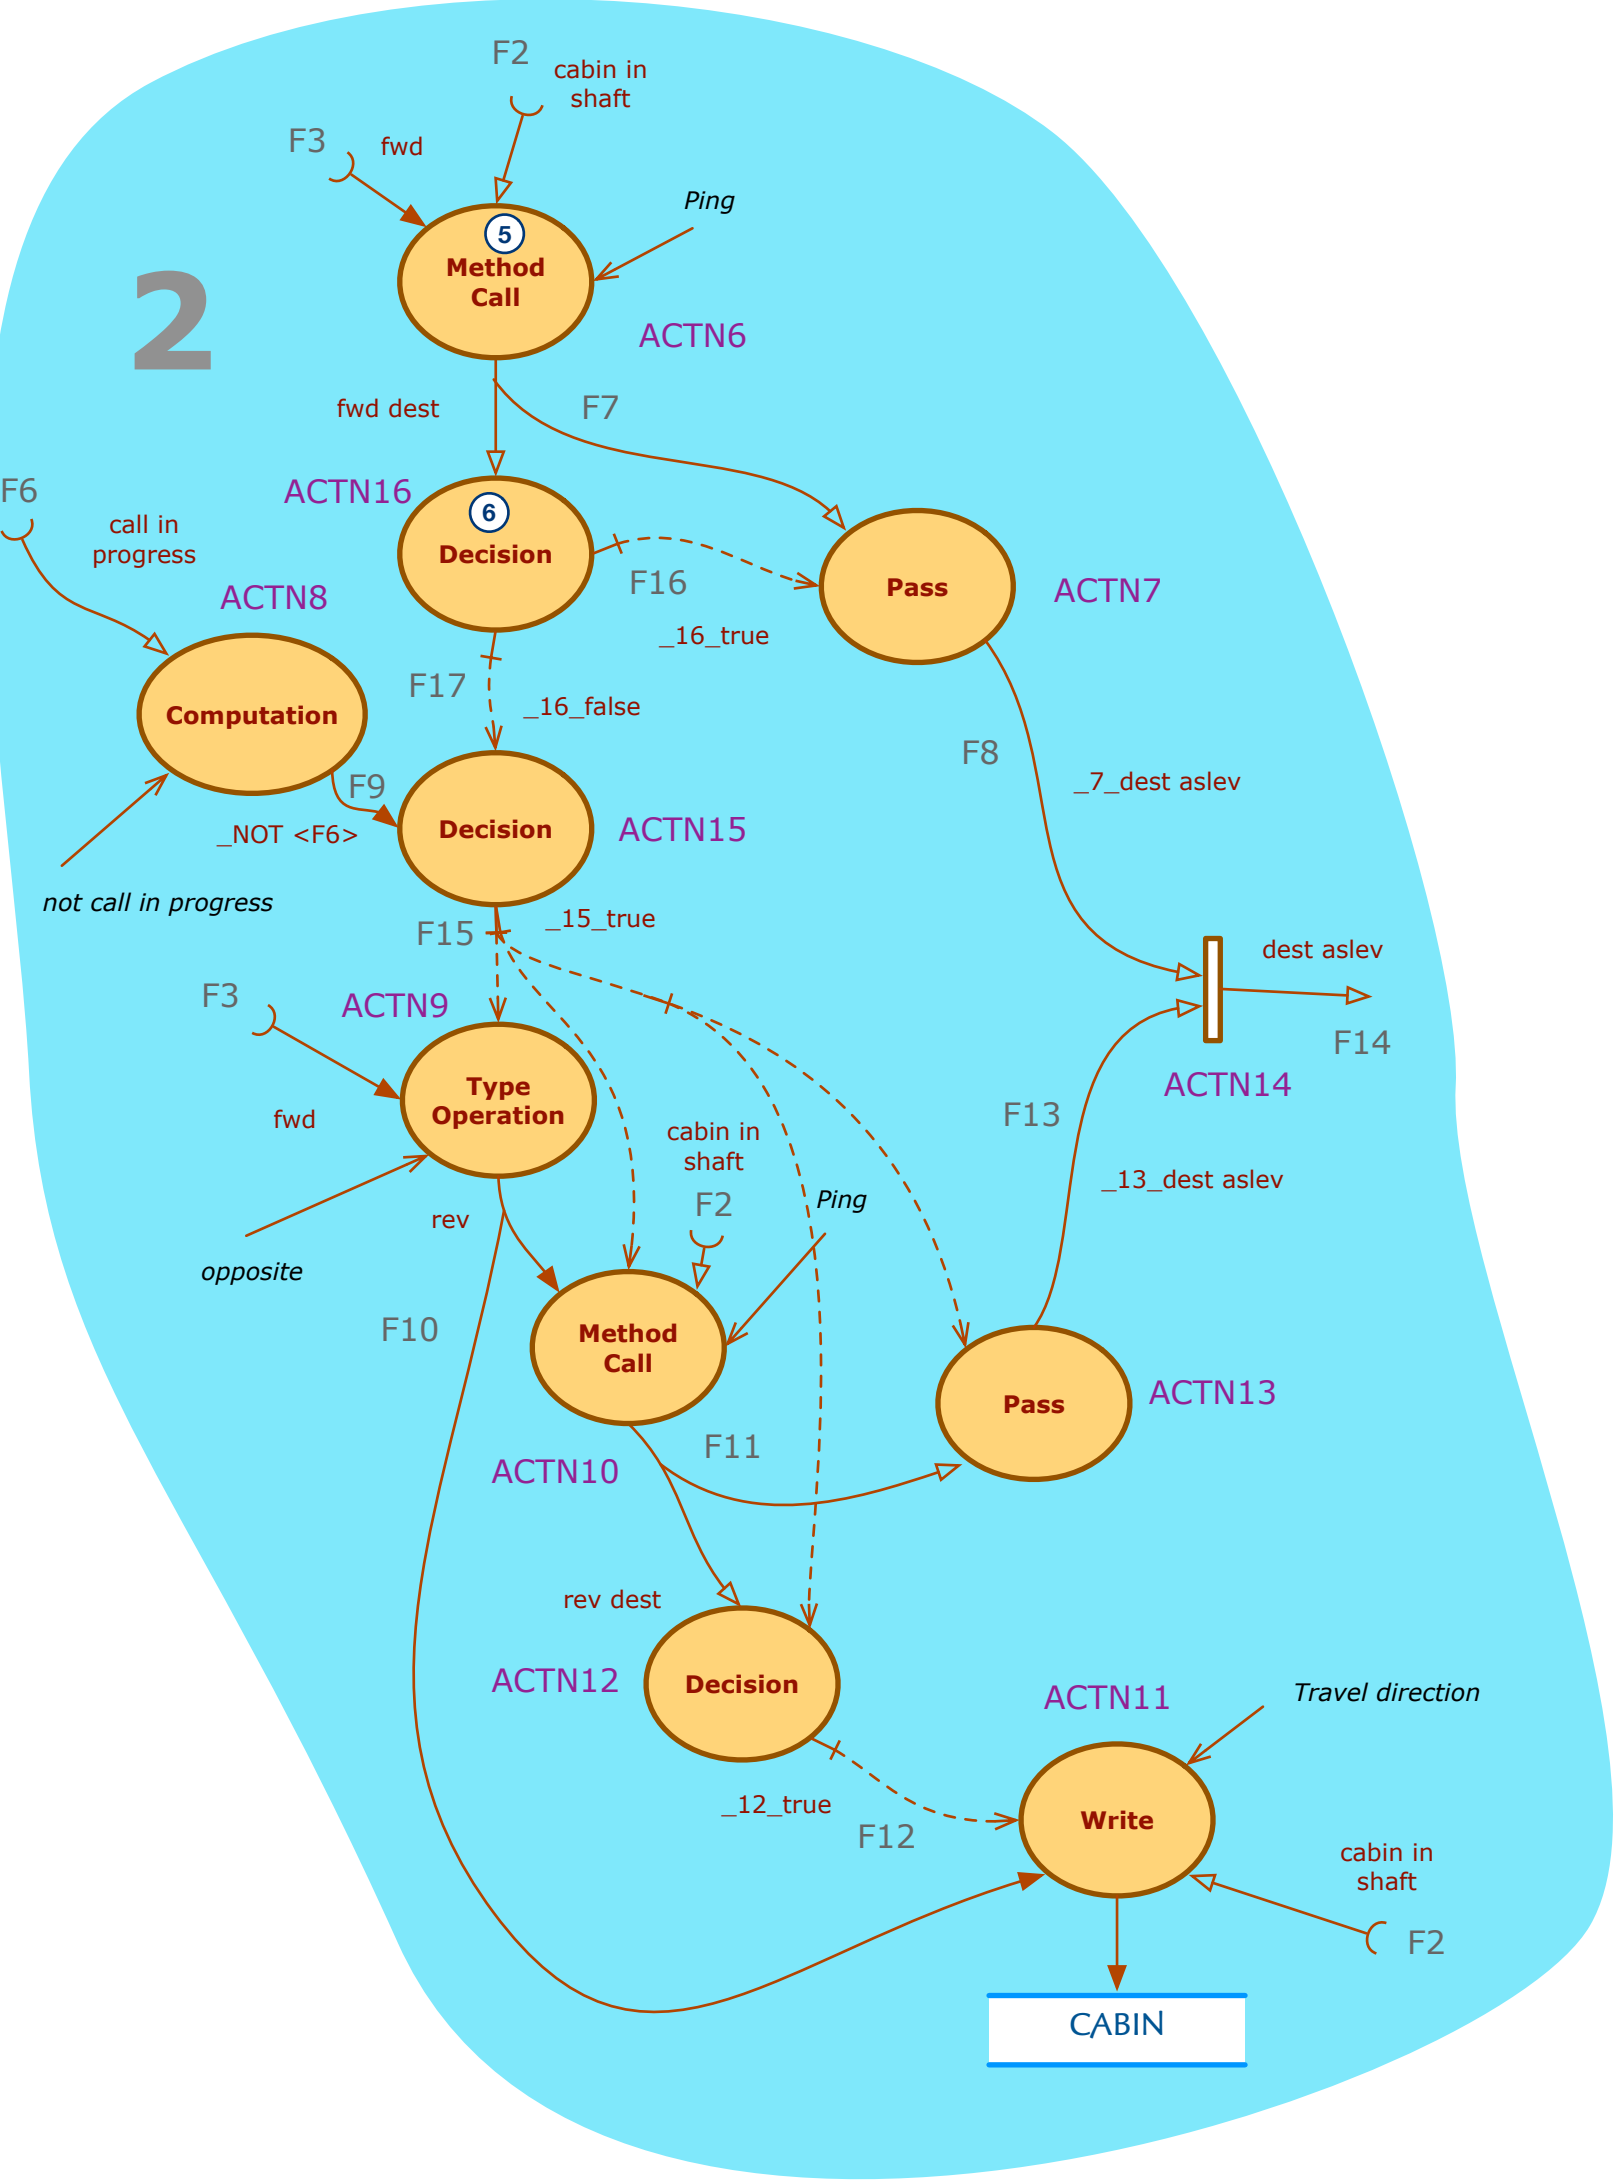 F2
cabin in
shaft
F3
fwd
Ping
5
Method
Call
2
ACTN6
fwd dest
F7
F6
ACTN16
6
call in
progress
Decision
F16
Pass
ACTN7
ACTN8
_16_true
F17
_16_false
Computation
F8
F9
_7_dest aslev
_NOT <F6>
Decision
ACTN15
not call in progress
F15
_15_true
dest aslev
F3
ACTN9
F14
Type
Operation
ACTN14
fwd
F13
cabin in
shaft
_13_dest aslev
F2
Ping
rev
opposite
F10
Method
Call
ACTN13
Pass
F11
ACTN10
rev dest
ACTN12
Decision
ACTN11
Travel direction
_12_true
F12
Write
cabin in
shaft
F2
CABIN